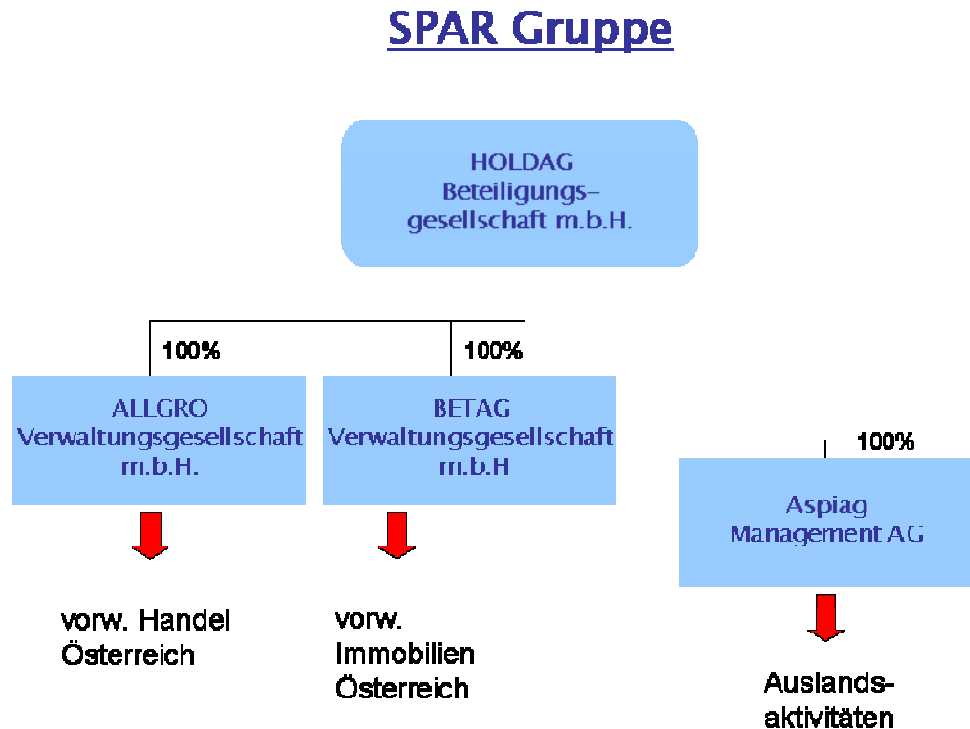 SPAR Gruppe
HOLDAG
Beteiligungs-
gesellschaft m.b.H.
100%
100%
ALLGRO
Verwaltungsgesellschaft
m.b.H.
BETAG
Verwaltungsgesellschaft
m.b.H
100%
Aspiag
Management AG
vorw. Handel
Österreich
vorw.
Immobilien
Österreich
Auslands-
aktivitäten